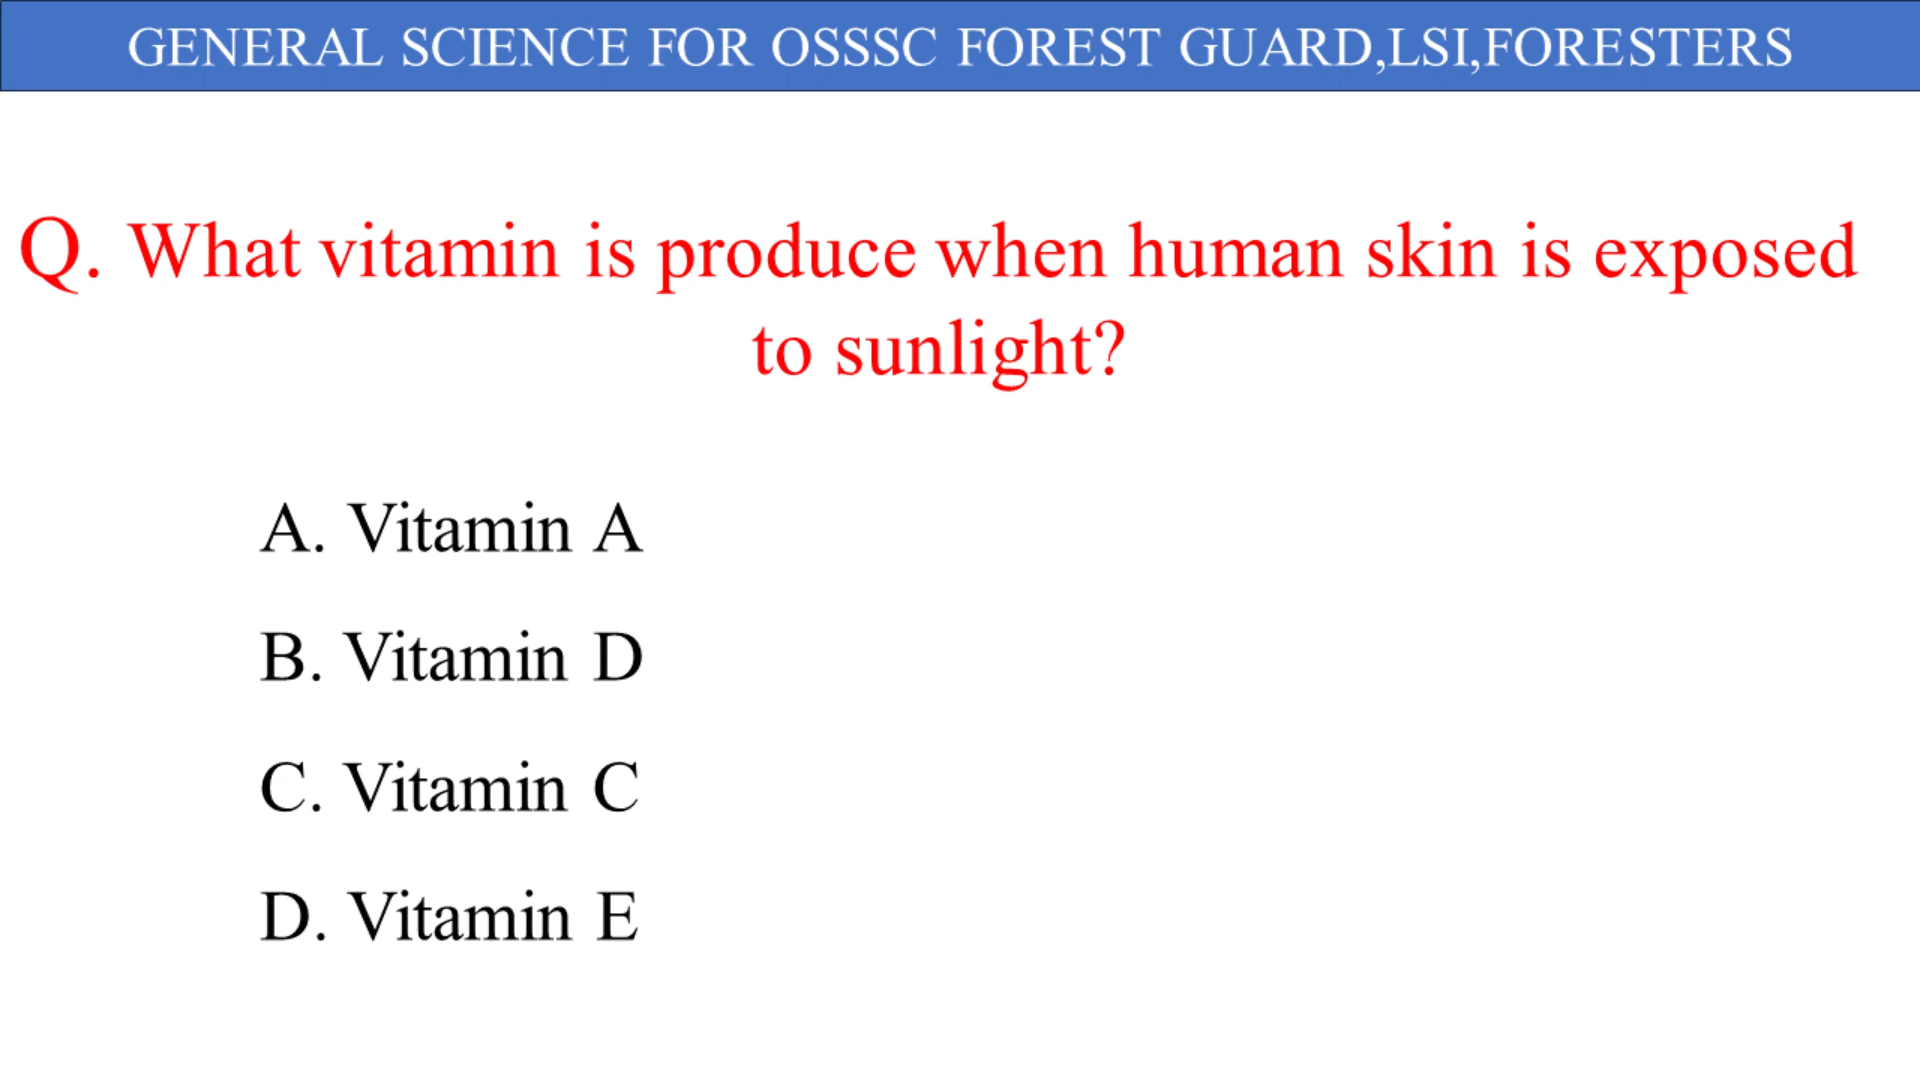 GENERAL SCIENCE FOR OSSSC FOREST GUARD,LSI,FORESTERS
Q. What vitamin is produce when human skin is exposed
to sunlight?
A. Vitamin A
B. Vitamin D
C. Vitamin C
D. Vitamin E